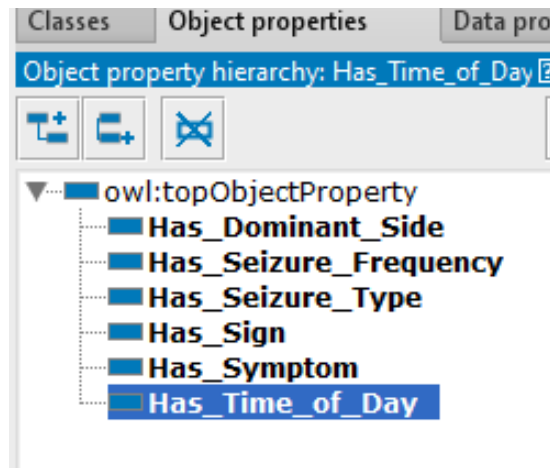 Classes Object properties Data pro
Object property hierarchy: Has_Time_of_Day
owl:topObjectProperty
Has_Dominant_Side
Has_Seizure_Frequency
Has_Seizure_Type
Has_Sign
Has_Symptom
Has_Time_of_Day